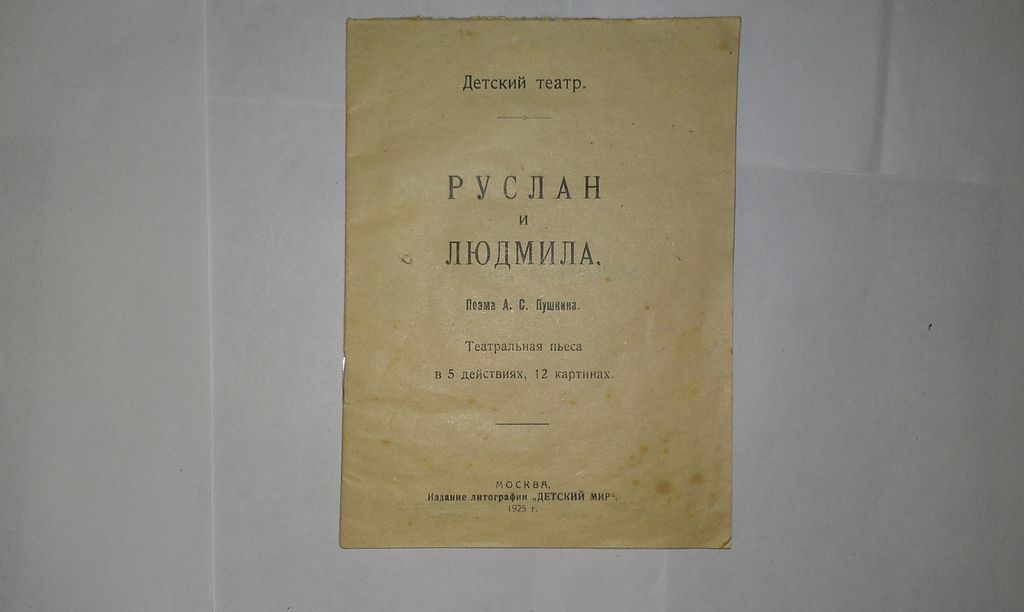 Детский театр.
РУСЛАН
И
ЛЮДМИЛА.
Поэма А. С. Пушкина.
Театральная пьеса
в 5 действиях, 12 картинах.
МОСКВА,
Издание литографии „ДЕТСКИЙ МИР“,
1925 г.